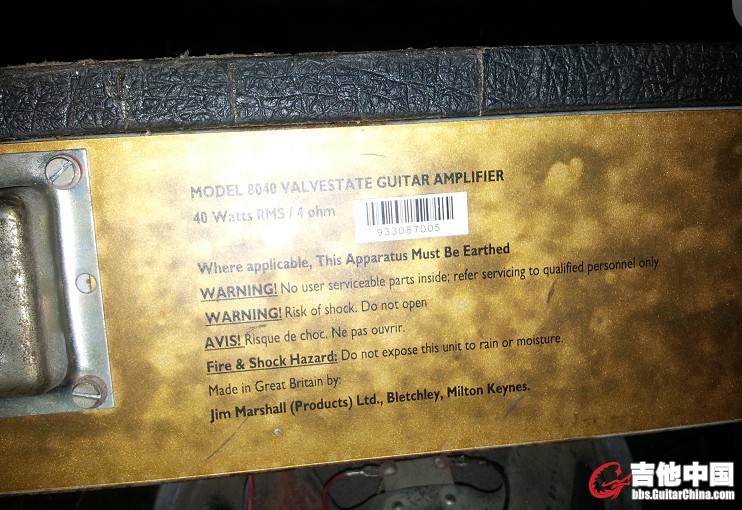 MODEL 8040 VALVESTATE GUITAR AMPLIFIER
40 Watts RMS / 4 ohm
933087005
Where applicable, This Apparatus Must Be Earthed
WARNING! No user serviceable parts inside; refer servicing to qualified personnel only
WARNING! Risk of shock. Do not open
AVIS! Risque de choc. Ne pas ouvrir.
Fire & Shock Hazard: Do not expose this unit to rain or moisture.
Made in Great Britain by:
Jim Marshall (Products) Ltd., Bletchley, Milton Keynes.
吉他中国
bbs.GuitarChina.com